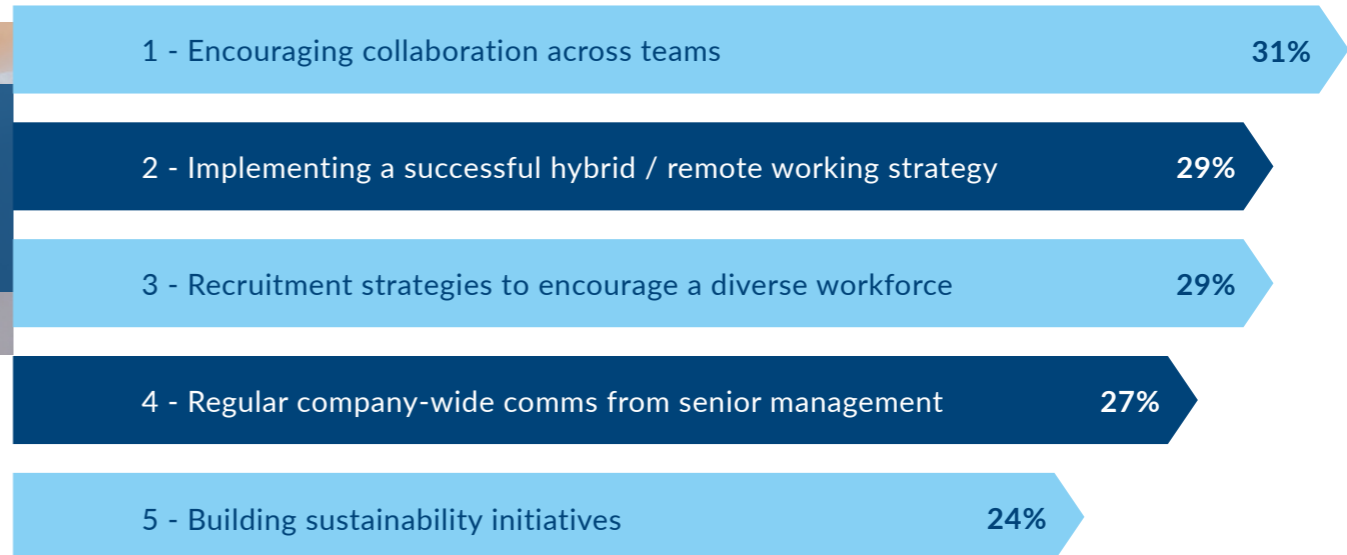 1 - Encouraging collaboration across teams 31%
2 - Implementing a successful hybrid / remote working strategy 29%
3 - Recruitment strategies to encourage a diverse workforce 29%
4 - Regular company-wide comms from senior management 27%
5 - Building sustainability initiatives 24%